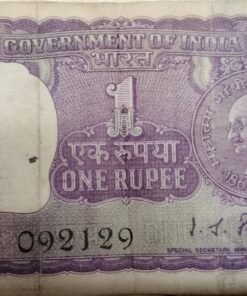 GOVERNMENT OF INDIA
भारत
1
एक रुपया
ONE RUPEE
092129
SPECIAL SECRETARY,